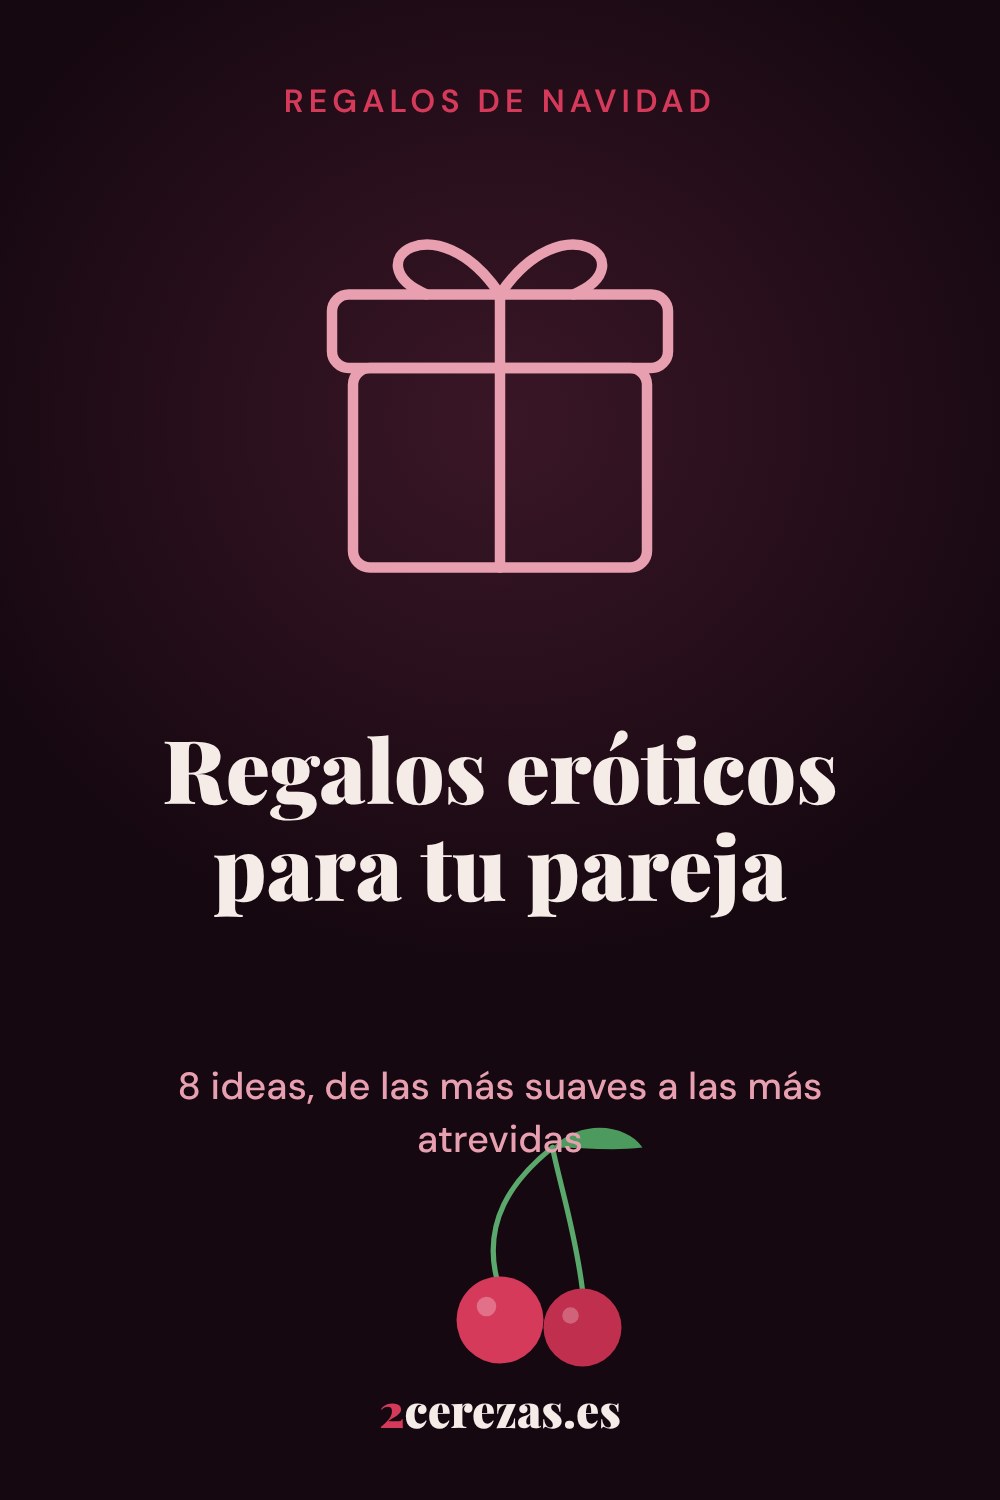 REGALOS DE NAVIDAD
Regalos eróticos
para tu pareja
8 ideas, de las más suaves a las más
atrevidas
2cerezas.es